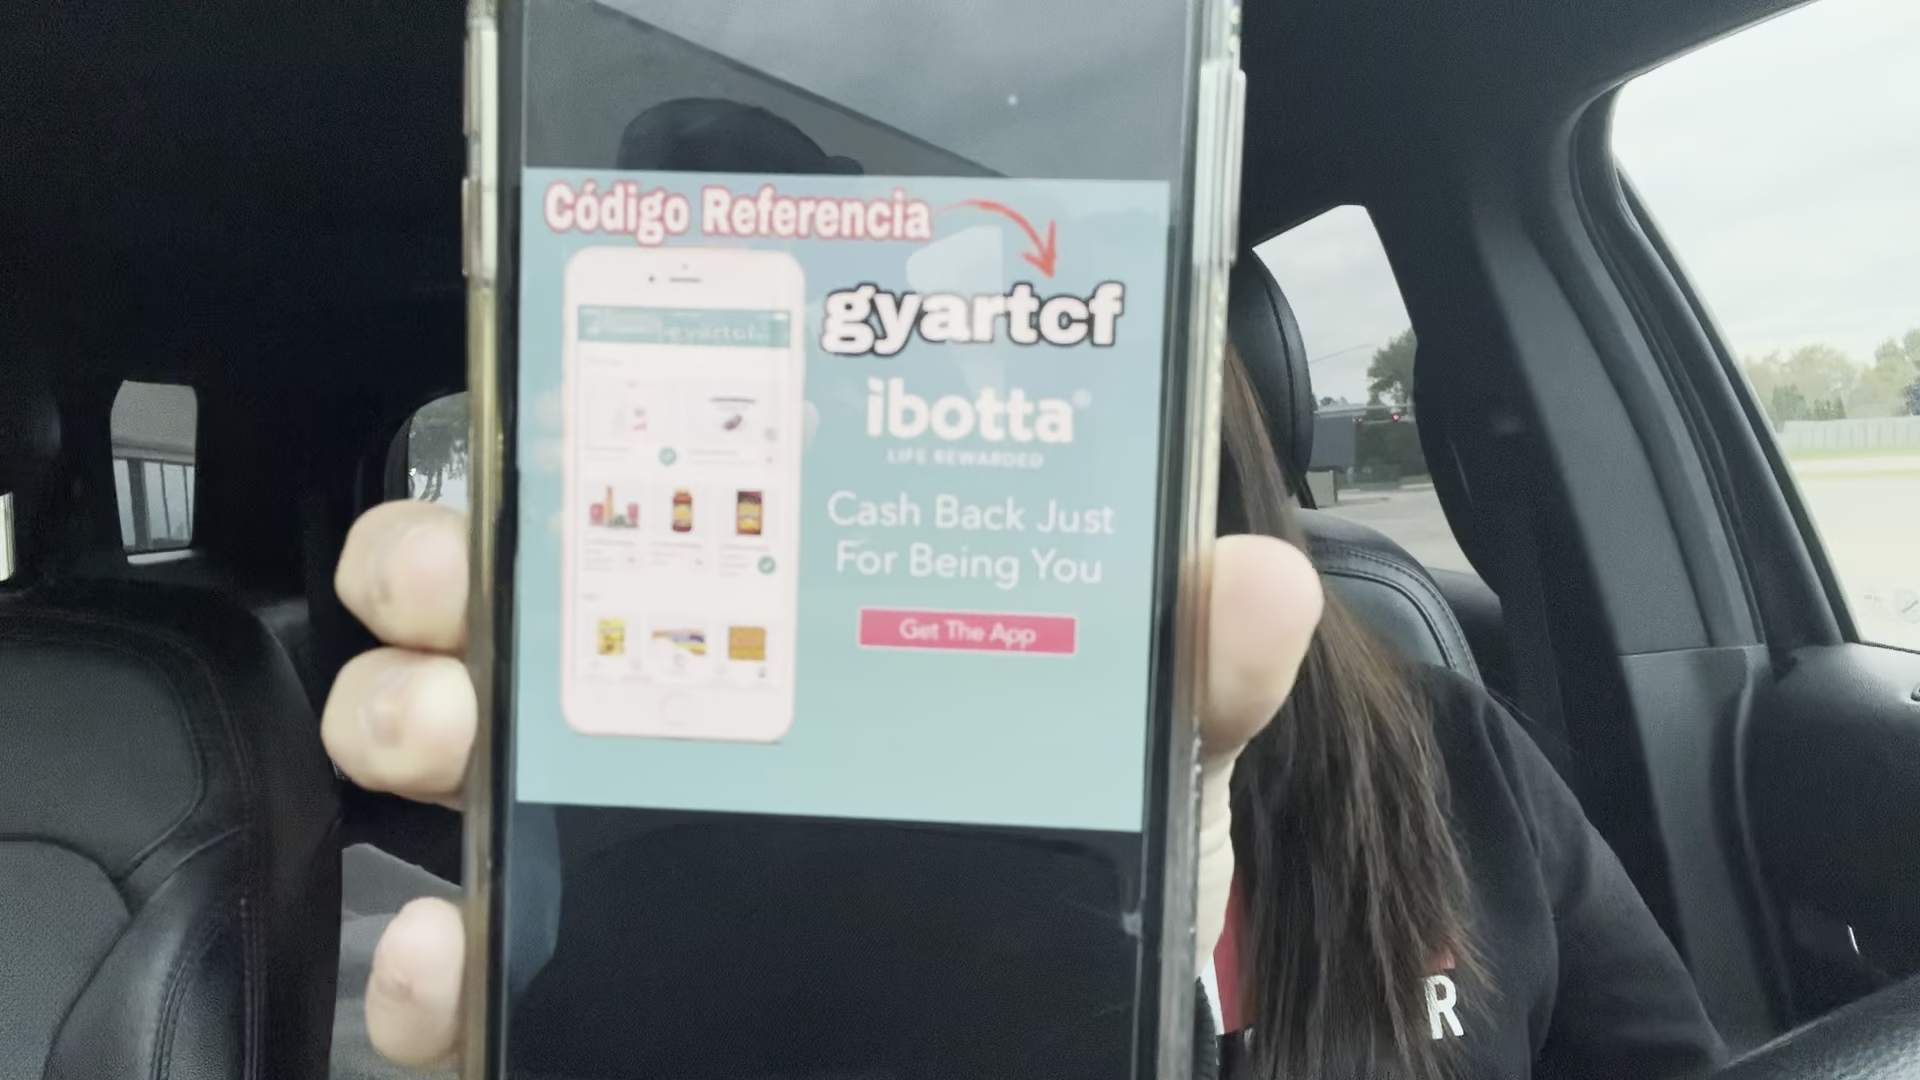 Código Referencia
gyartcf
ibotta
LIFE REWARDED
Cash Back Just
For Being You
Get The App
R